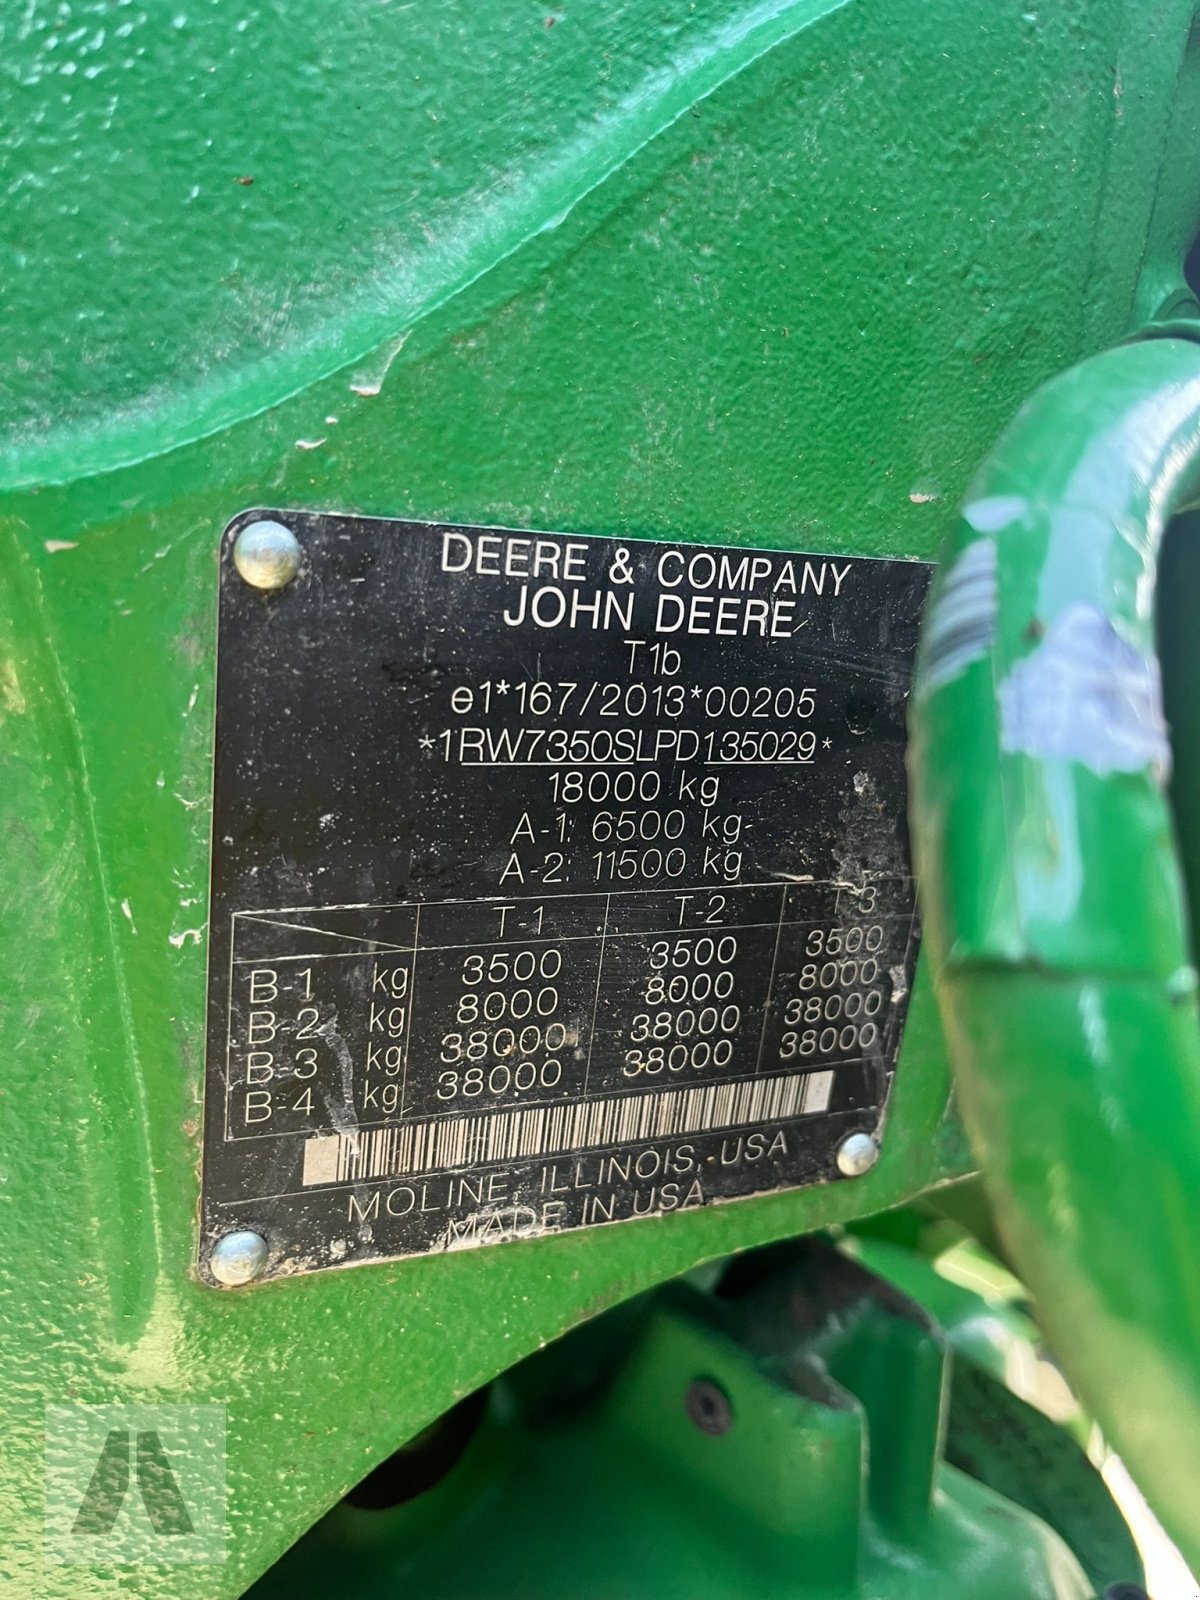 DEERE & COMPANY
JOHN DEERE
T1b
e1*167/2013*00205
*1RW7350SLPD135029*
18000 kg
A-1: 6500 kg
A-2: 11500 kg
T-1 T-2 T-3
B-1 kg 3500 3500 3500
B-2 kg 8000 8000 8000
B-3 kg 38000 38000 38000
B-4 kg 38000 38000 38000
MOLINE, ILLINOIS, USA
MADE IN USA